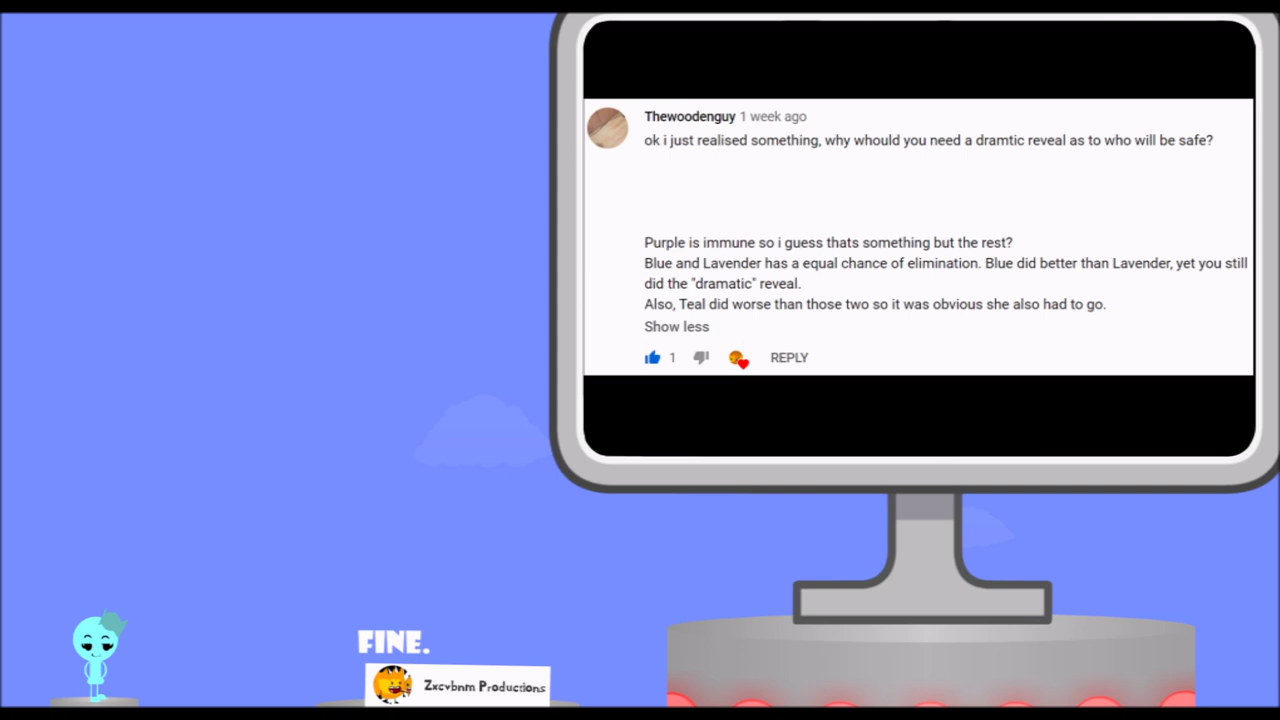 Thewoodenguy 1 week ago
ok i just realised something, why whould you need a dramtic reveal as to who will be safe?
Purple is immune so i guess thats something but the rest?
Blue and Lavender has a equal chance of elimination. Blue did better than Lavender, yet you still
did the "dramatic" reveal.
Also, Teal did worse than those two so it was obvious she also had to go.
Show less
1 REPLY
FINE.
Zxcvbnm Productions